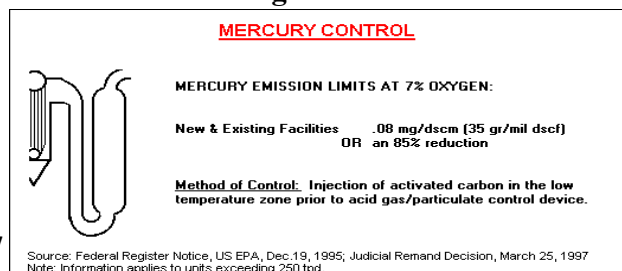 MERCURY CONTROL
MERCURY EMISSION LIMITS AT 7% OXYGEN:
New & Existing Facilities .08 mg/dscm (35 gr/mil dscf)
OR an 85% reduction
Method of Control: Injection of activated carbon in the low
temperature zone prior to acid gas/particulate control device.
Source: Federal Register Notice, US EPA, Dec.19, 1995; Judicial Remand Decision, March 25, 1997
Note: Information applies to units exceeding 250 tpd.